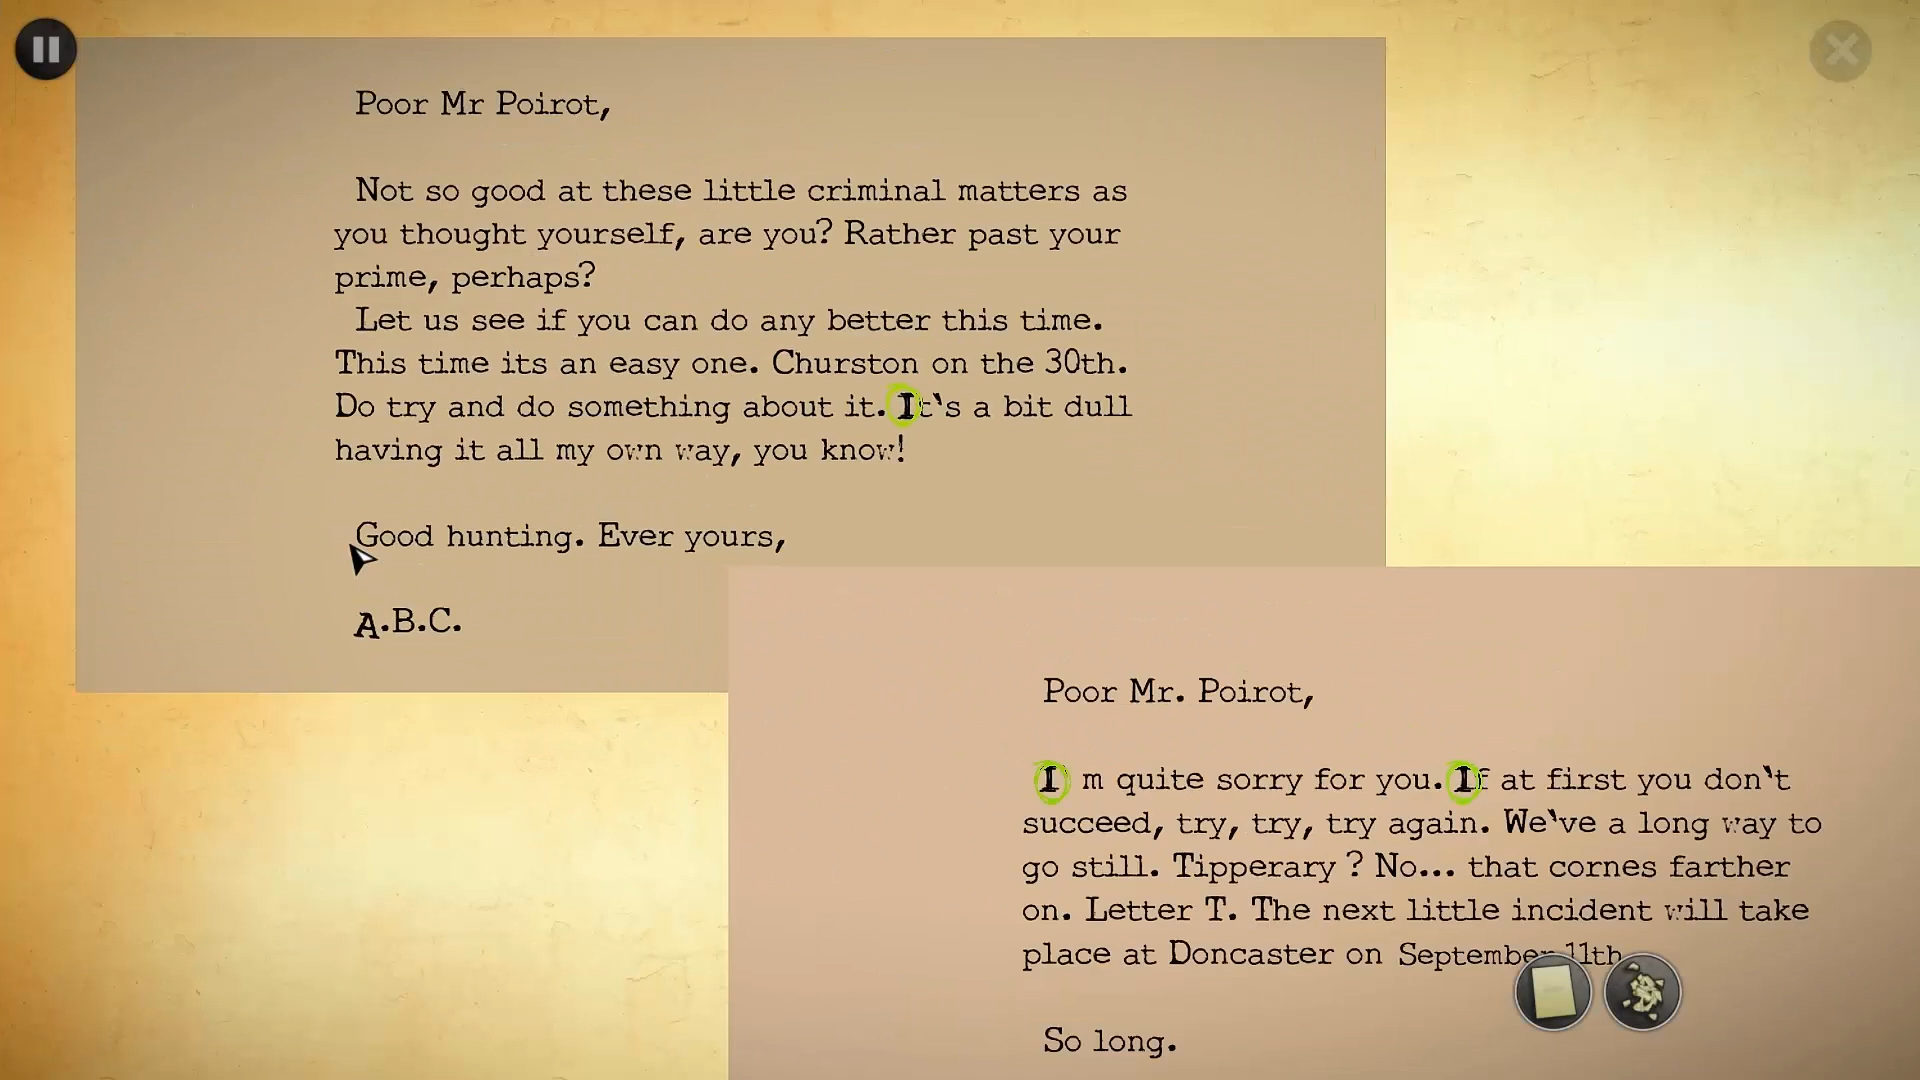 Poor Mr Poirot,
Not so good at these little criminal matters as
you thought yourself, are you? Rather past your
prime, perhaps?
Let us see if you can do any better this time.
This time its an easy one. Churston on the 30th.
Do try and do something about it. It's a bit dull
having it all my own way, you know!
Good hunting. Ever yours,
A.B.C.
Poor Mr. Poirot,
I m quite sorry for you. If at first you don't
succeed, try, try, try again. We've a long way to
go still. Tipperary ? No... that cornes farther
on. Letter T. The next little incident will take
place at Doncaster on September 11th
So long.